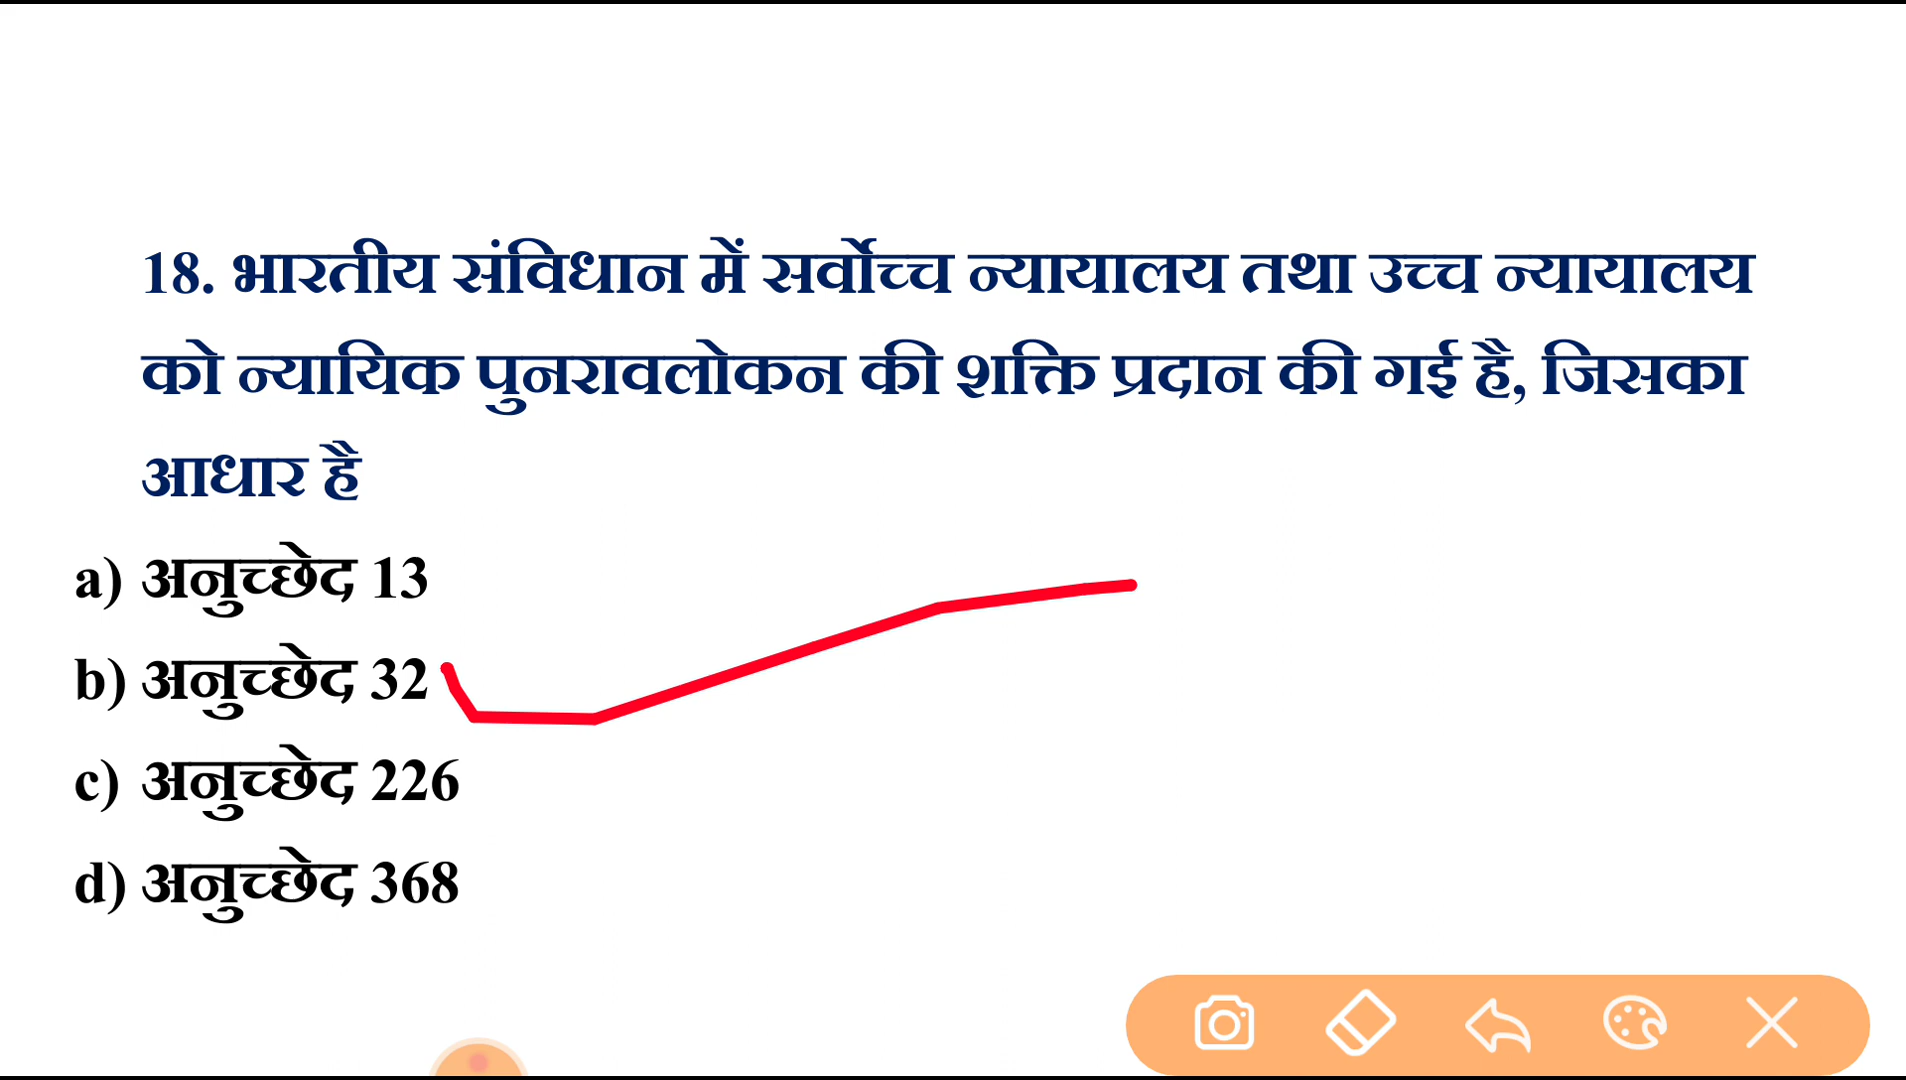 18. भारतीय संविधान में सर्वोच्च न्यायालय तथा उच्च न्यायालय
को न्यायिक पुनरावलोकन की शक्ति प्रदान की गई है, जिसका
आधार है
a) अनुच्छेद 13
b) अनुच्छेद 32
c) अनुच्छेद 226
d) अनुच्छेद 368